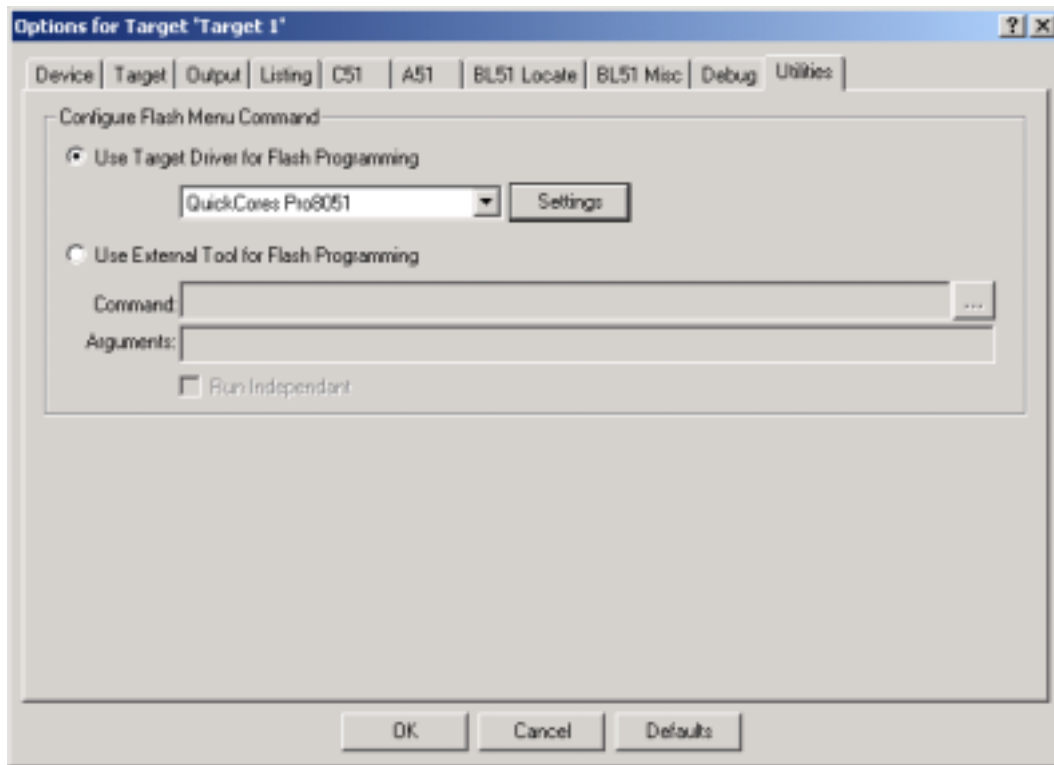 Options for Target 'Target 1'
Device Target Output Listing C51 A51 BL51 Locate BL51 Misc Debug Utilities
Configure Flash Menu Command
Use Target Driver for Flash Programming
QuickCores Pro8051 Settings
Use External Tool for Flash Programming
Command: ...
Arguments:
Run Independant
OK Cancel Defaults